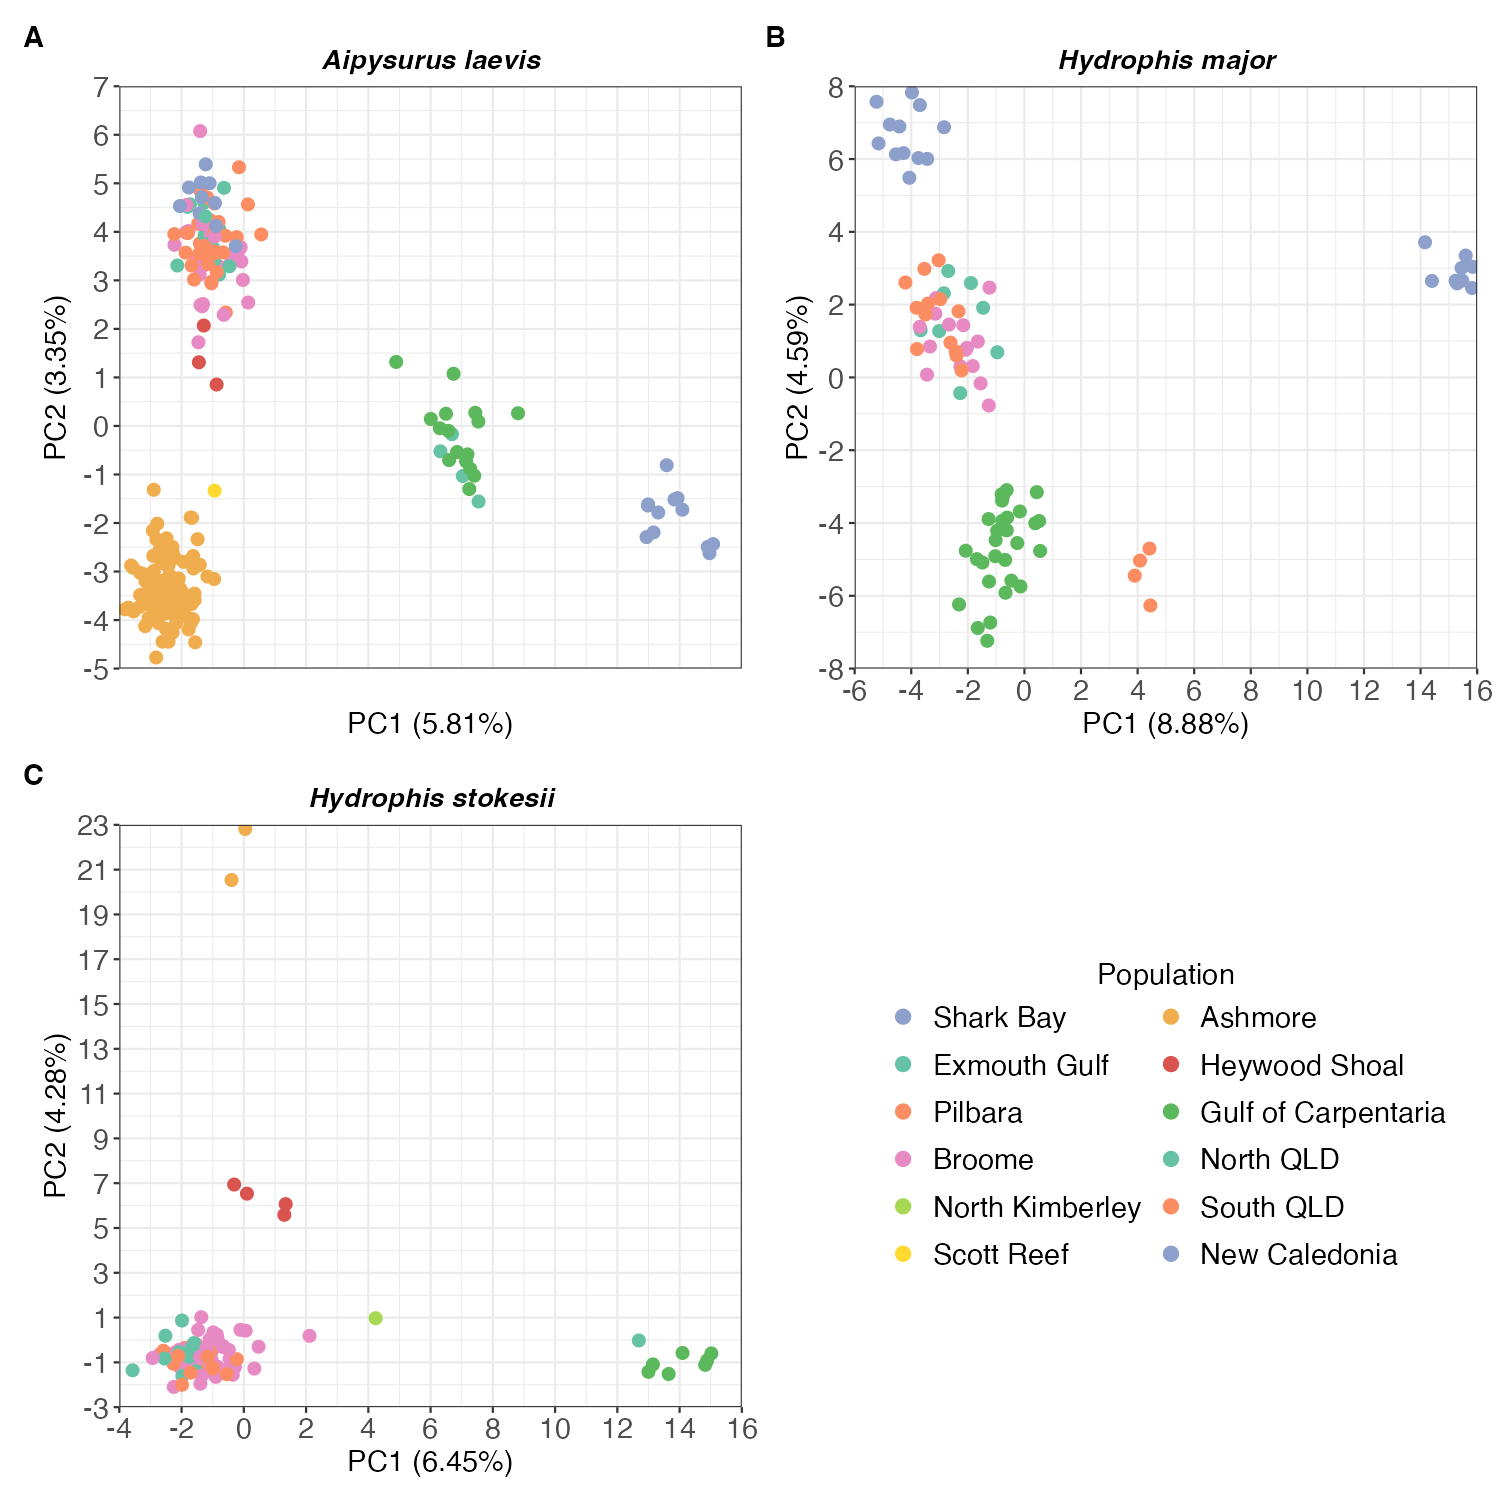 A
Aipysurus laevis
7
6
5
4
3
2
1
0
-1
-2
-3
-4
-5
PC2 (3.35%)
PC1 (5.81%)
B
Hydrophis major
8
6
4
2
0
-2
-4
-6
-8
PC2 (4.59%)
-6 -4 -2 0 2 4 6 8 10 12 14 16
PC1 (8.88%)
C
Hydrophis stokesii
23
21
19
17
15
13
11
9
7
5
3
1
-1
-3
PC2 (4.28%)
-4 -2 0 2 4 6 8 10 12 14 16
PC1 (6.45%)
Population
Shark Bay
Exmouth Gulf
Pilbara
Broome
North Kimberley
Scott Reef
Ashmore
Heywood Shoal
Gulf of Carpentaria
North QLD
South QLD
New Caledonia